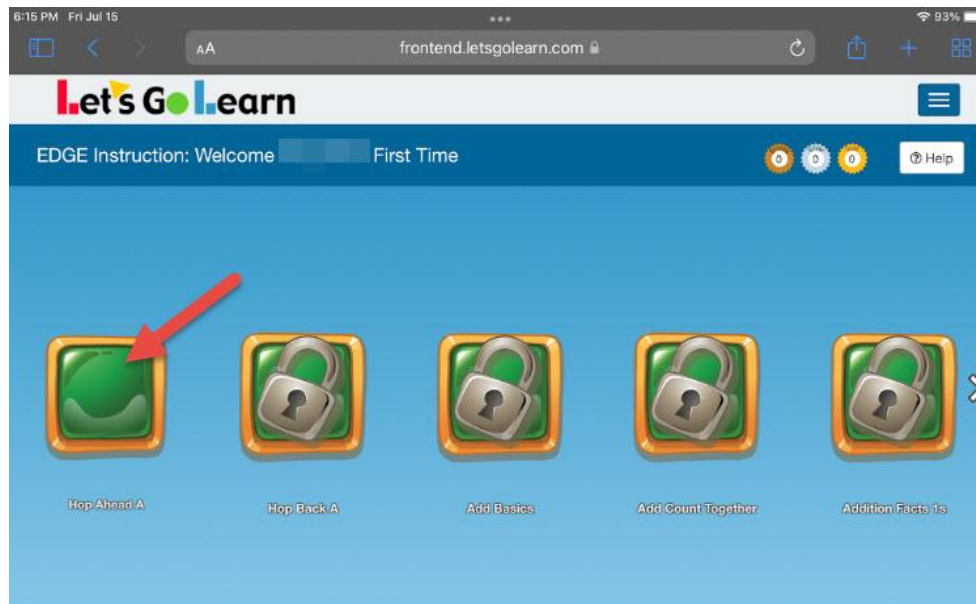 6:15 PM Fri Jul 15
93%
AA
frontend.letsgolearn.com
Let's Go Learn
EDGE Instruction: Welcome First Time
0 0 0
Help
Hop Ahead A
Hop Back A
Add Basics
Add Count Together
Addition Facts 1s